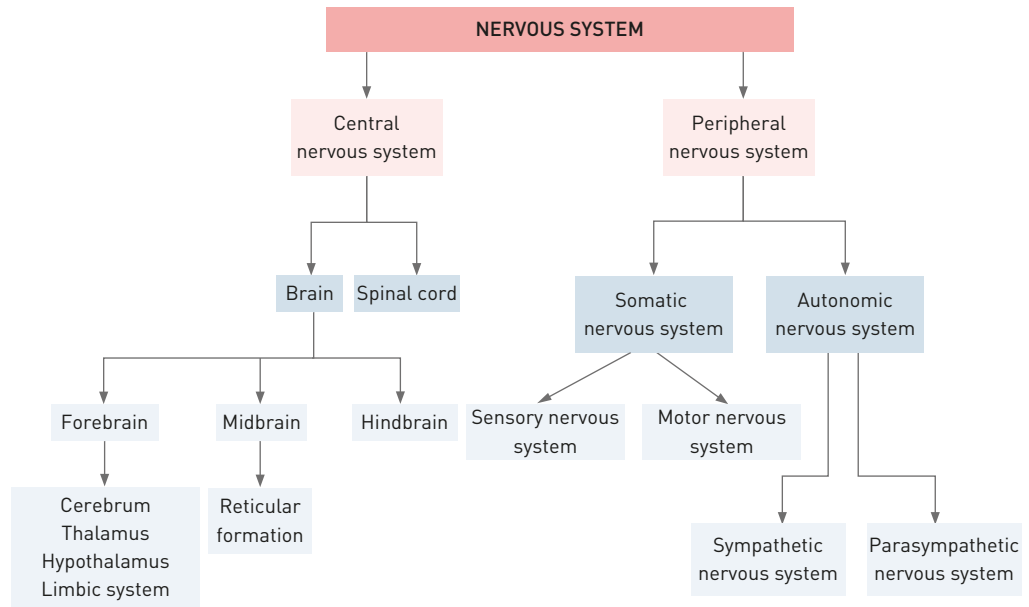 NERVOUS SYSTEM
Central
nervous system
Peripheral
nervous system
Brain
Spinal cord
Somatic
nervous system
Autonomic
nervous system
Forebrain
Midbrain
Hindbrain
Sensory nervous
system
Motor nervous
system
Cerebrum
Thalamus
Hypothalamus
Limbic system
Reticular
formation
Sympathetic
nervous system
Parasympathetic
nervous system